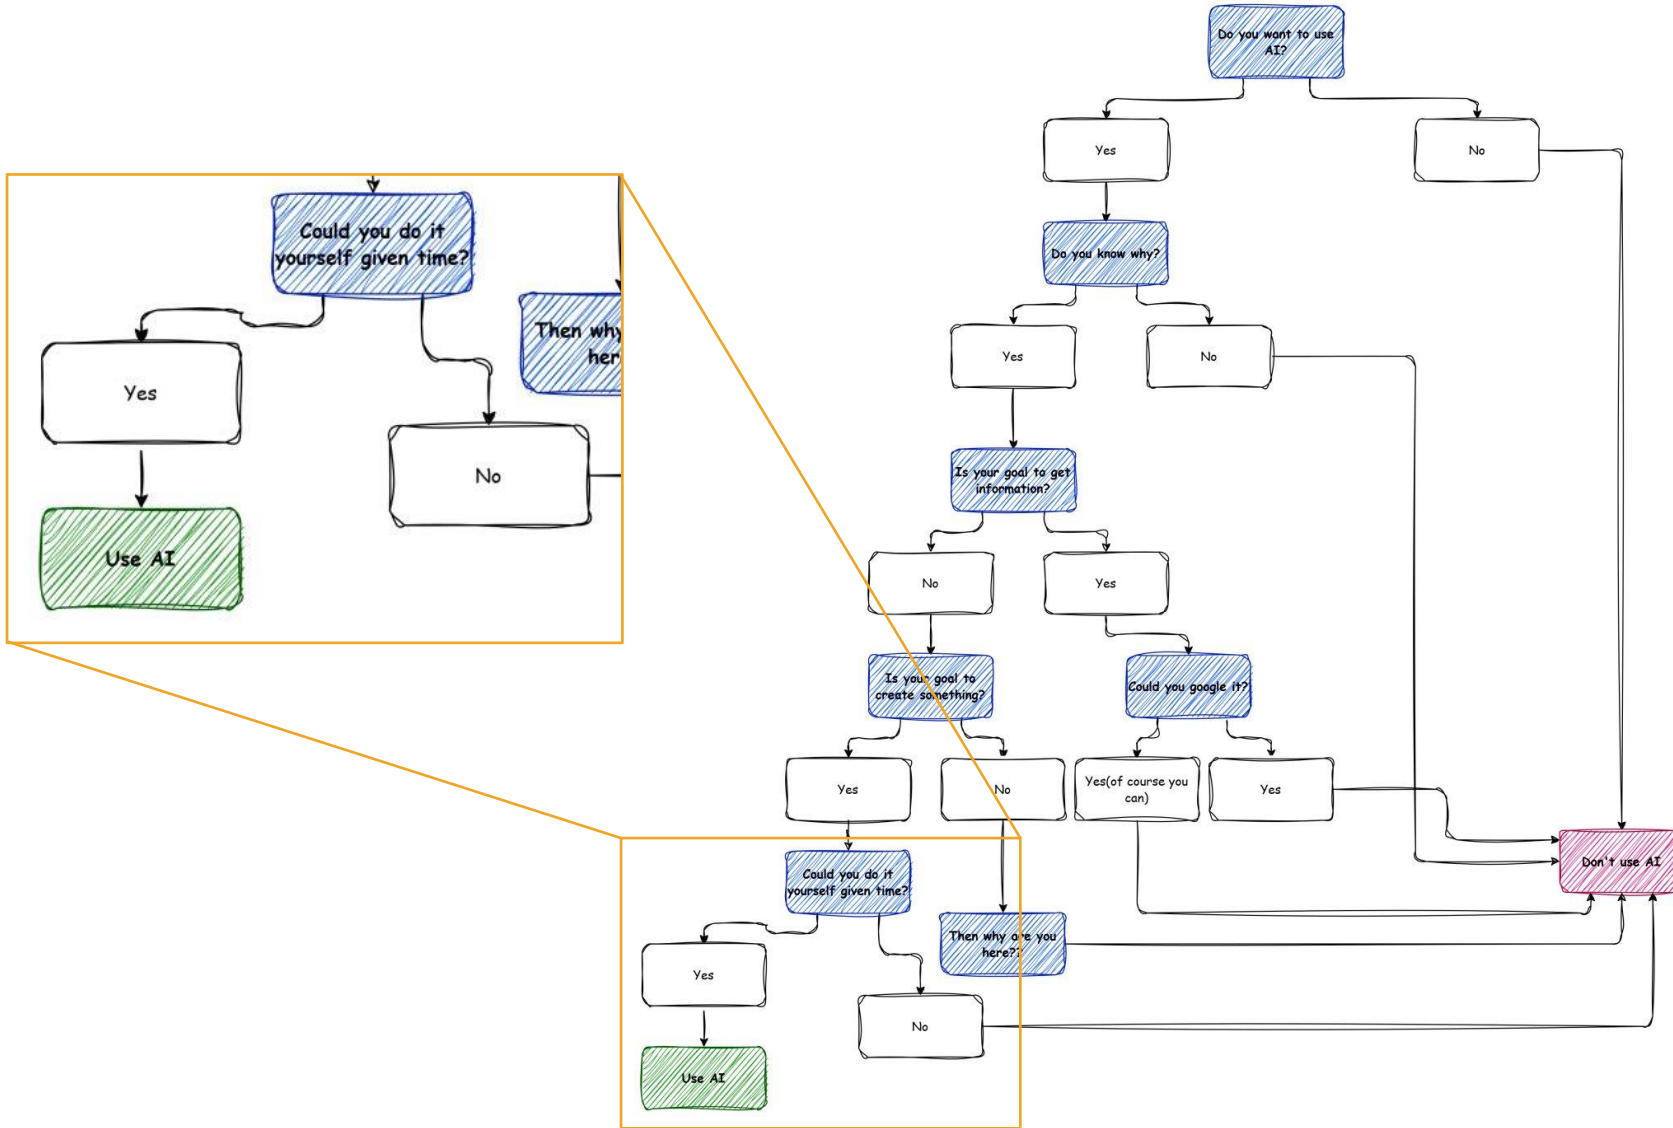 Do you want to use
AI?
Yes
No
Do you know why?
Yes
No
Is your goal to get
information?
No
Yes
Is your goal to
create something?
Could you google it?
Yes
No
Yes(of course you
can)
Yes
Don't use AI
Could you do it
yourself given time?
Then why are you
here??
Yes
No
Use AI
Could you do it
yourself given time?
Then why
her
Yes
No
Use AI